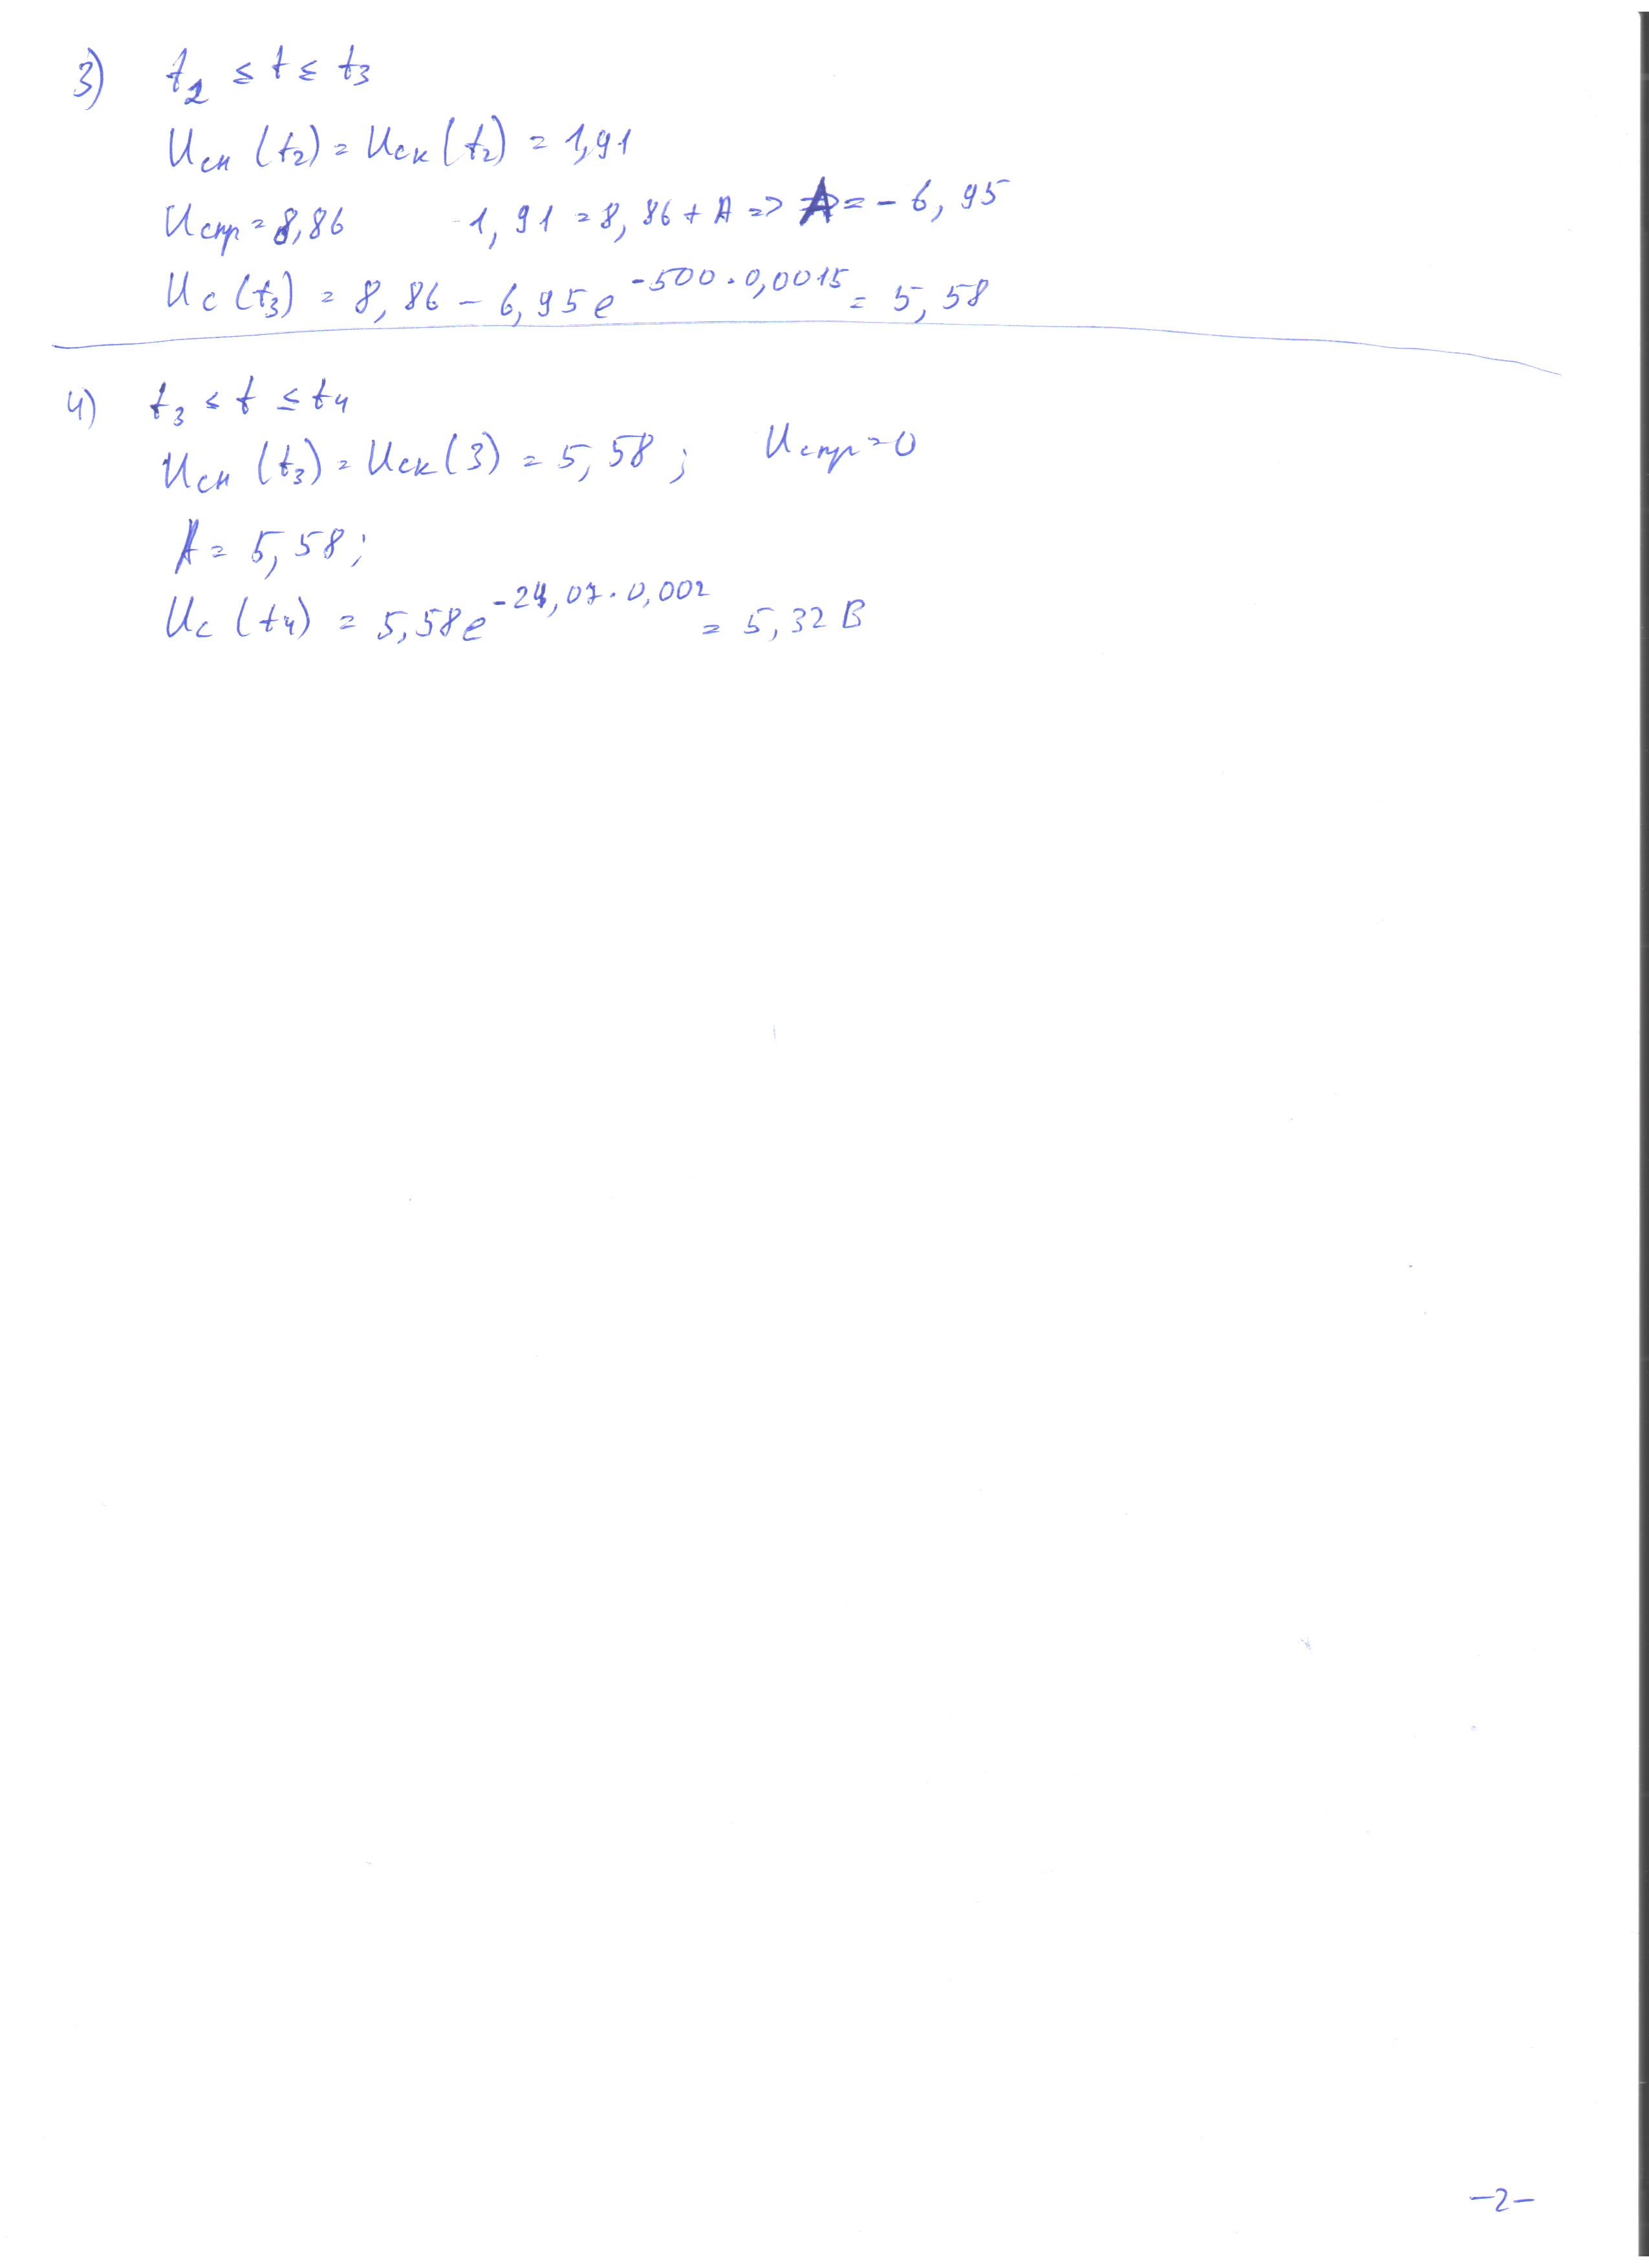 3) t₂ ≤ t ≤ t₃
Uсн (t₂) = Uск (t₂) = 1,91
Uспр = 8,86 1,91 = 8,86 + A => A = - 6,95
Uс (t₃) = 8,86 - 6,95e^(-500·0,0015) = 5,58
4) t₃ ≤ t ≤ t₄
Uсн (t₃) = Uск (3) = 5,58 ; Uспр = 0
A = 5,58 ;
Uс (t₄) = 5,58e^(-24,07·0,002) = 5,32 В
-2-